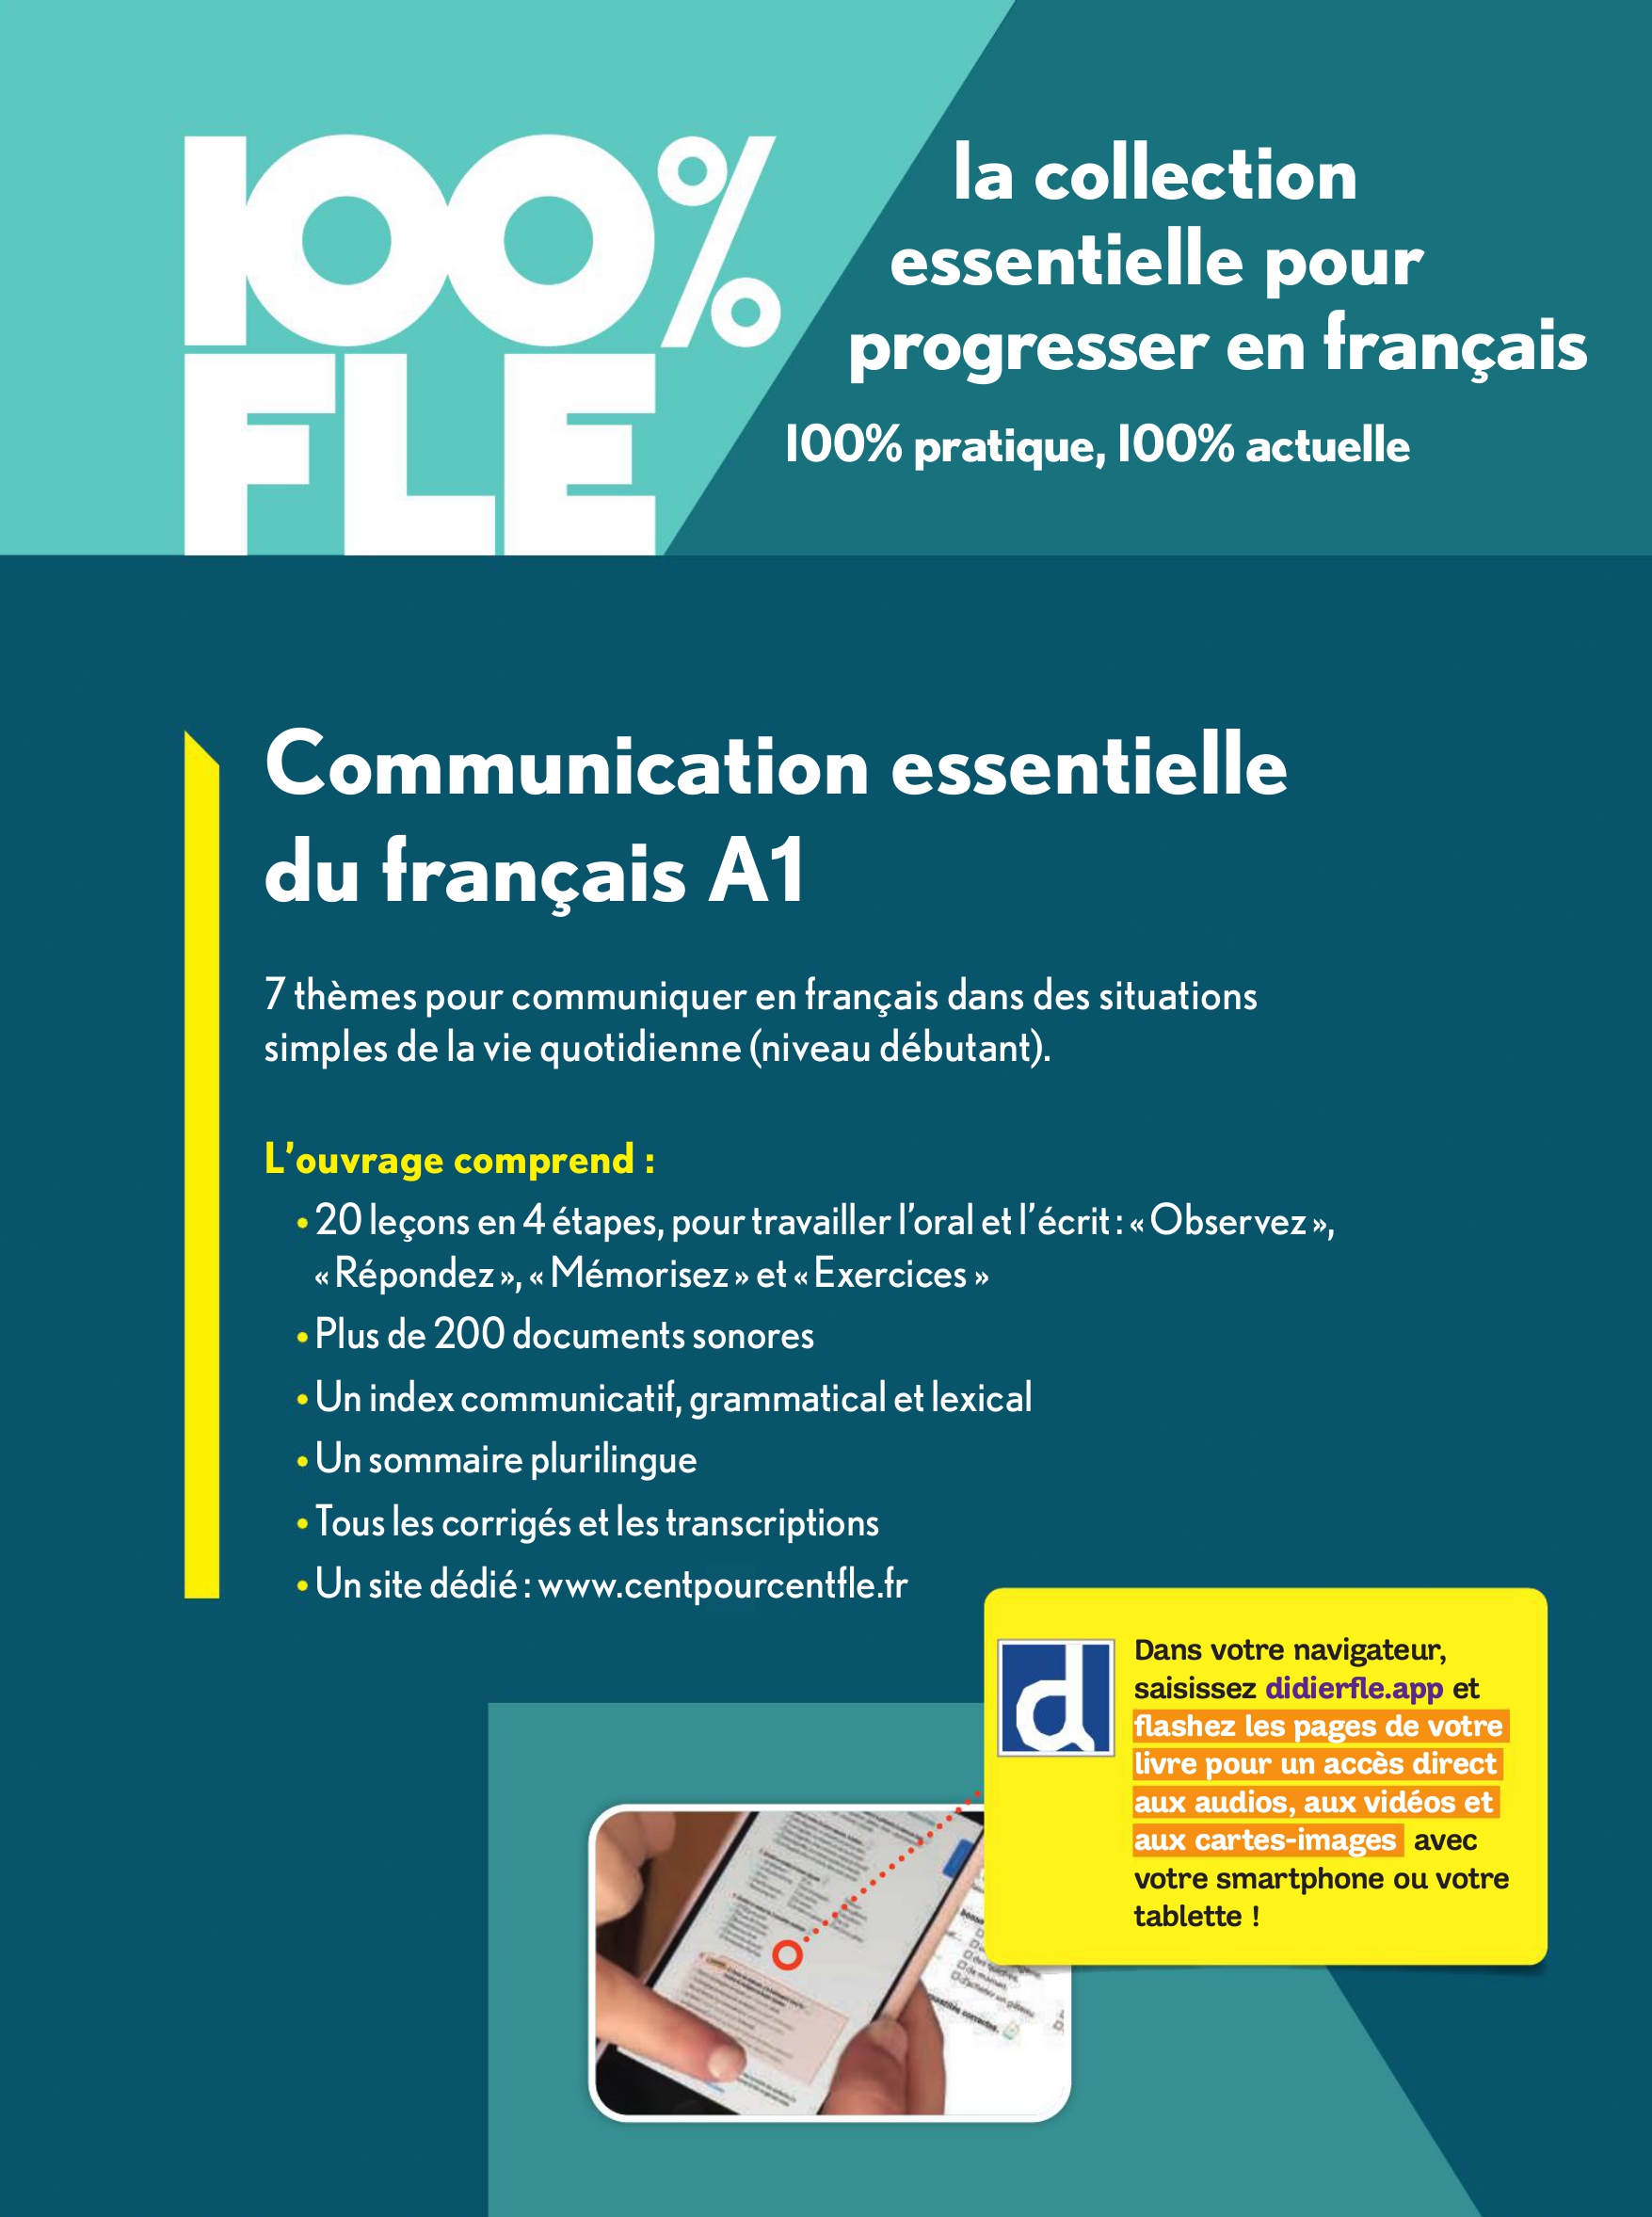 100%
FLE
la collection
essentielle pour
progresser en français
100% pratique, 100% actuelle
Communication essentielle
du français A1
7 thèmes pour communiquer en français dans des situations
simples de la vie quotidienne (niveau débutant).
L'ouvrage comprend :
• 20 leçons en 4 étapes, pour travailler l'oral et l'écrit : « Observez »,
« Répondez », « Mémorisez » et « Exercices »
• Plus de 200 documents sonores
• Un index communicatif, grammatical et lexical
• Un sommaire plurilingue
• Tous les corrigés et les transcriptions
• Un site dédié : www.centpourcentfle.fr
d
Dans votre navigateur,
saisissez didierfle.app et
flashez les pages de votre
livre pour un accès direct
aux audios, aux vidéos et
aux cartes-images avec
votre smartphone ou votre
tablette !